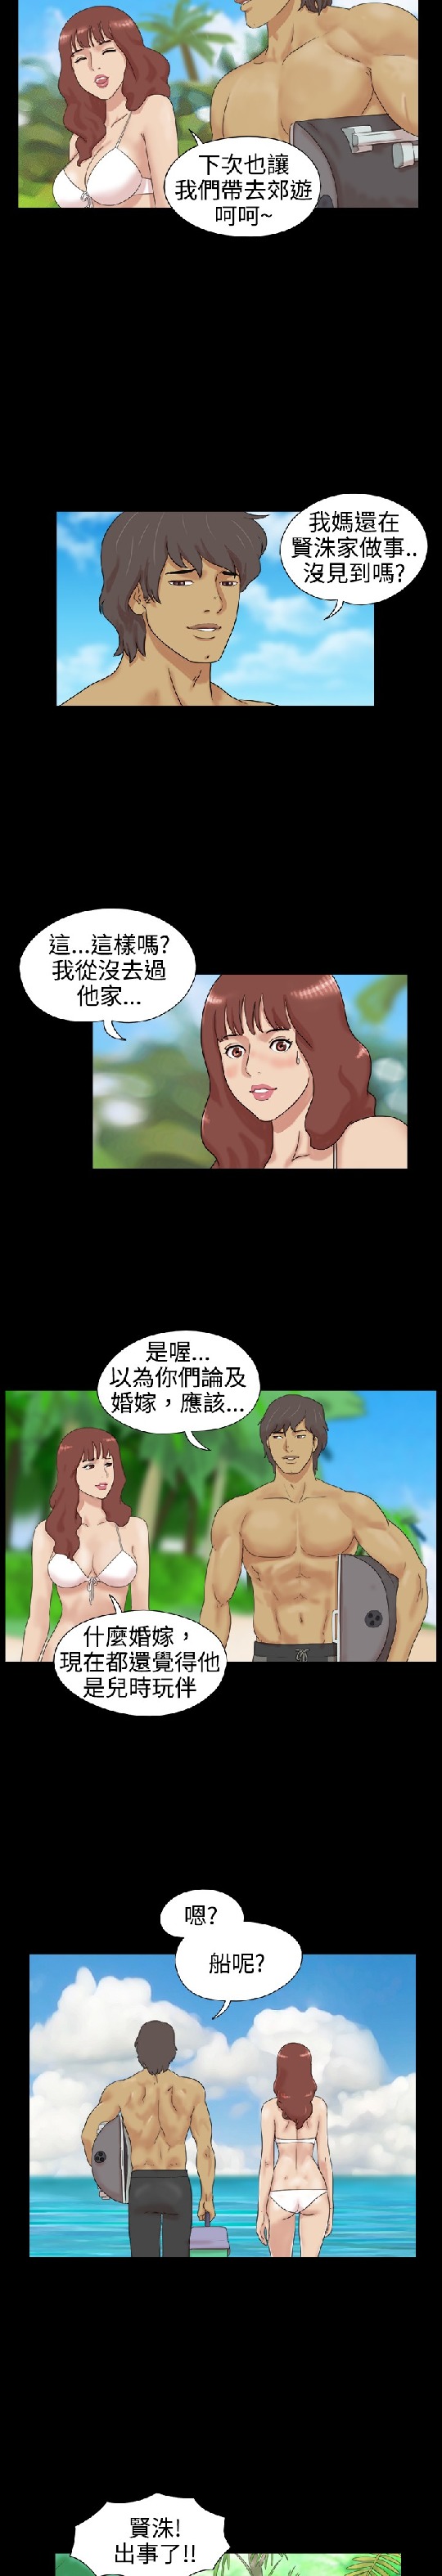 下次也讓
我們帶去郊遊
呵呵~
我媽還在
賢洙家做事..
沒見到嗎?
這...這樣嗎?
我從沒去過
他家...
是喔...
以為你們論及
婚嫁，應該...
什麼婚嫁，
現在都還覺得他
是兒時玩伴
嗯?
船呢?
賢洙!
出事了!!